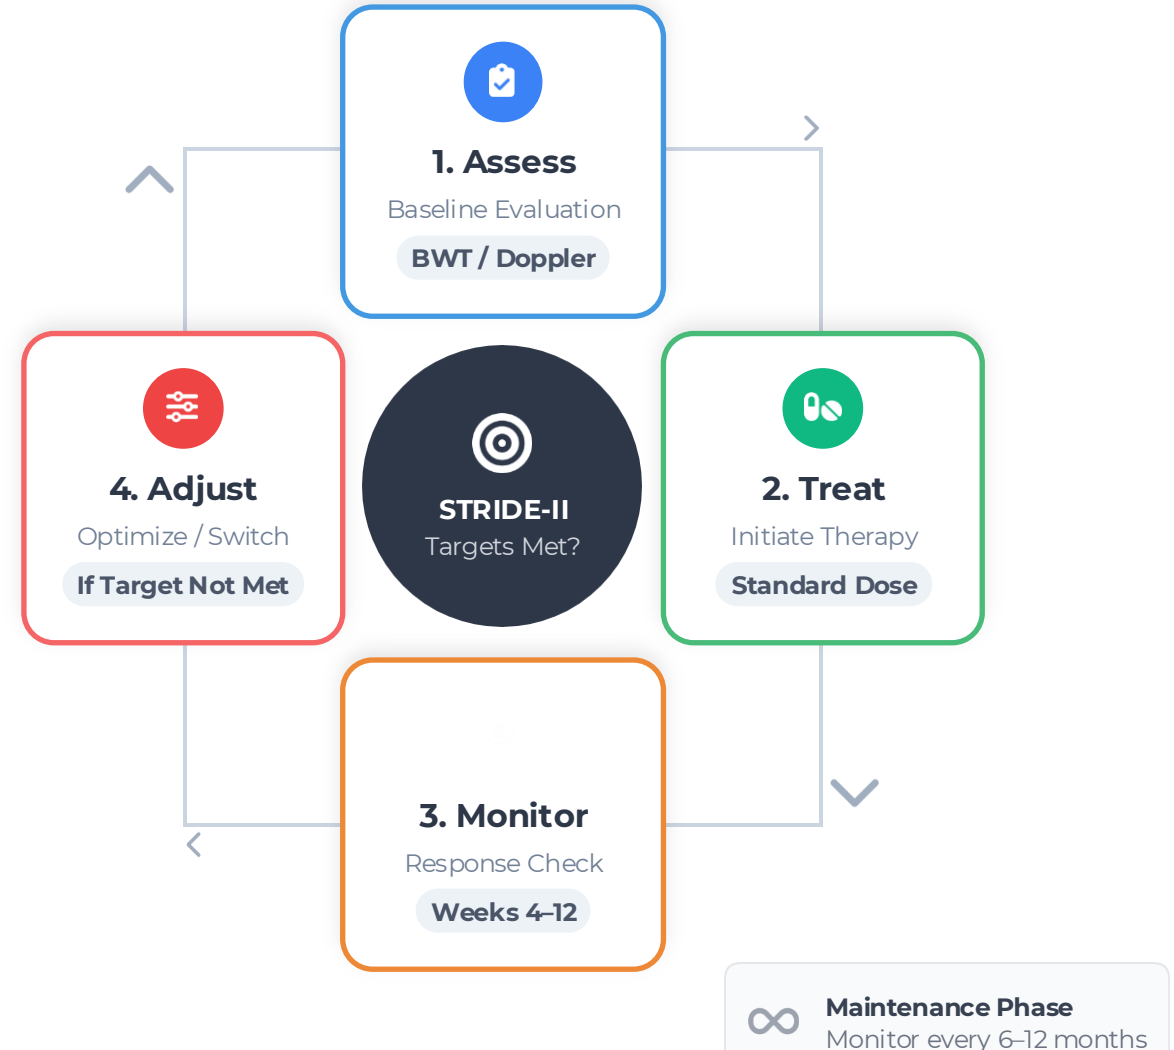 1. Assess
Baseline Evaluation
BWT / Doppler
4. Adjust
Optimize / Switch
If Target Not Met
STRIDE-II
Targets Met?
2. Treat
Initiate Therapy
Standard Dose
3. Monitor
Response Check
Weeks 4–12
Maintenance Phase
Monitor every 6–12 months